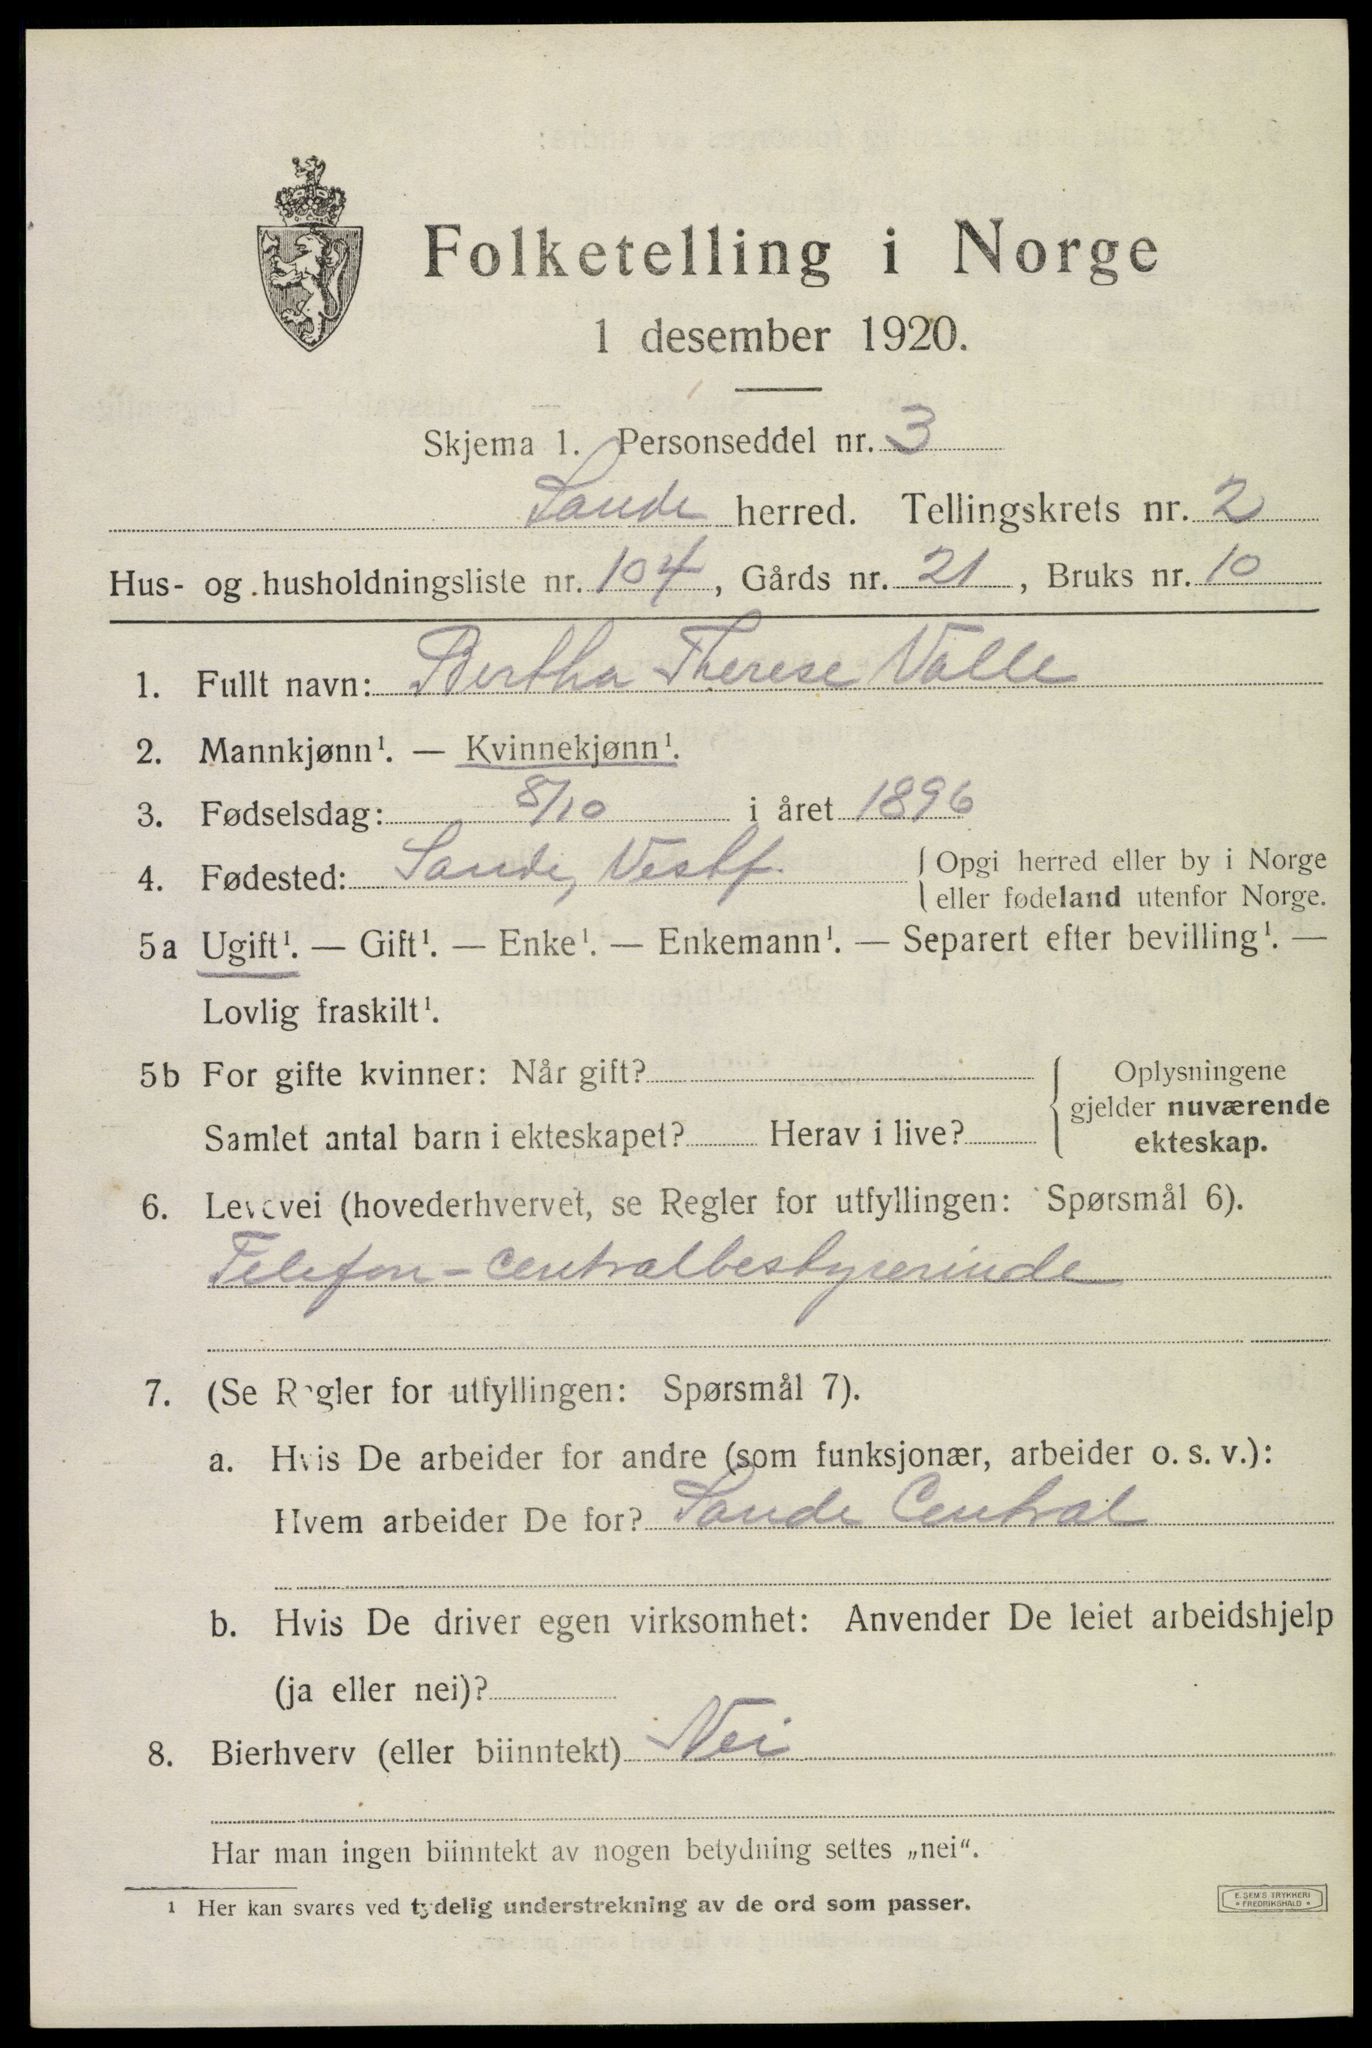 Folketelling i Norge
1 desember 1920.
Skjema 1. Personseddel nr. 3
Sande herred. Tellingskrets nr. 2
Hus- og husholdningsliste nr. 104, Gårds nr. 21, Bruks nr. 10
1. Fullt navn: Bertha Therese Valle
2. Mannkjønn¹. — Kvinnekjønn¹.
3. Fødselsdag: 8/10 i året 1896
4. Fødested: Sande, Vestf. { Opgi herred eller by i Norge
eller fødeland utenfor Norge.
5a Ugift¹. — Gift¹. — Enke¹. — Enkemann¹. — Separert efter bevilling¹. —
Lovlig fraskilt¹.
5b For gifte kvinner: Når gift?
Samlet antal barn i ekteskapet? Herav i live?
Oplysningene
gjelder nuværende
ekteskap.
6. Levevei (hovederhvervet, se Regler for utfyllingen: Spørsmål 6).
Telefon-centralbestyrerinde
7. (Se Regler for utfyllingen: Spørsmål 7).
a. Hvis De arbeider for andre (som funksjonær, arbeider o. s. v.):
Hvem arbeider De for? Sande Central
b. Hvis De driver egen virksomhet: Anvender De leiet arbeidshjelp
(ja eller nei)?
8. Bierhverv (eller biinntekt) Nei
Har man ingen biinntekt av nogen betydning settes „nei“.
¹ Her kan svares ved tydelig understrekning av de ord som passer.
E. SEM'S TRYKKERI
• FREDRIKSHALD •